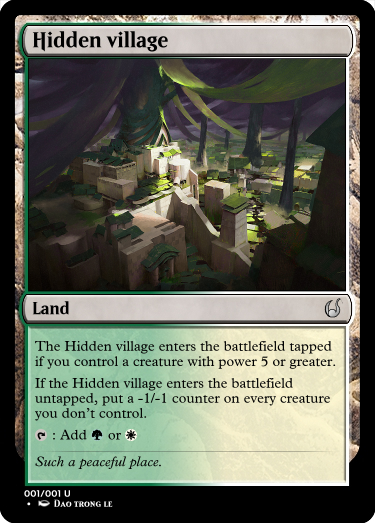 Hidden village
Land
The Hidden village enters the battlefield tapped
if you control a creature with power 5 or greater.
If the Hidden village enters the battlefield
untapped, put a -1/-1 counter on every creature
you don't control.
: Add or
Such a peaceful place.
001/001 U
• Dao trong le